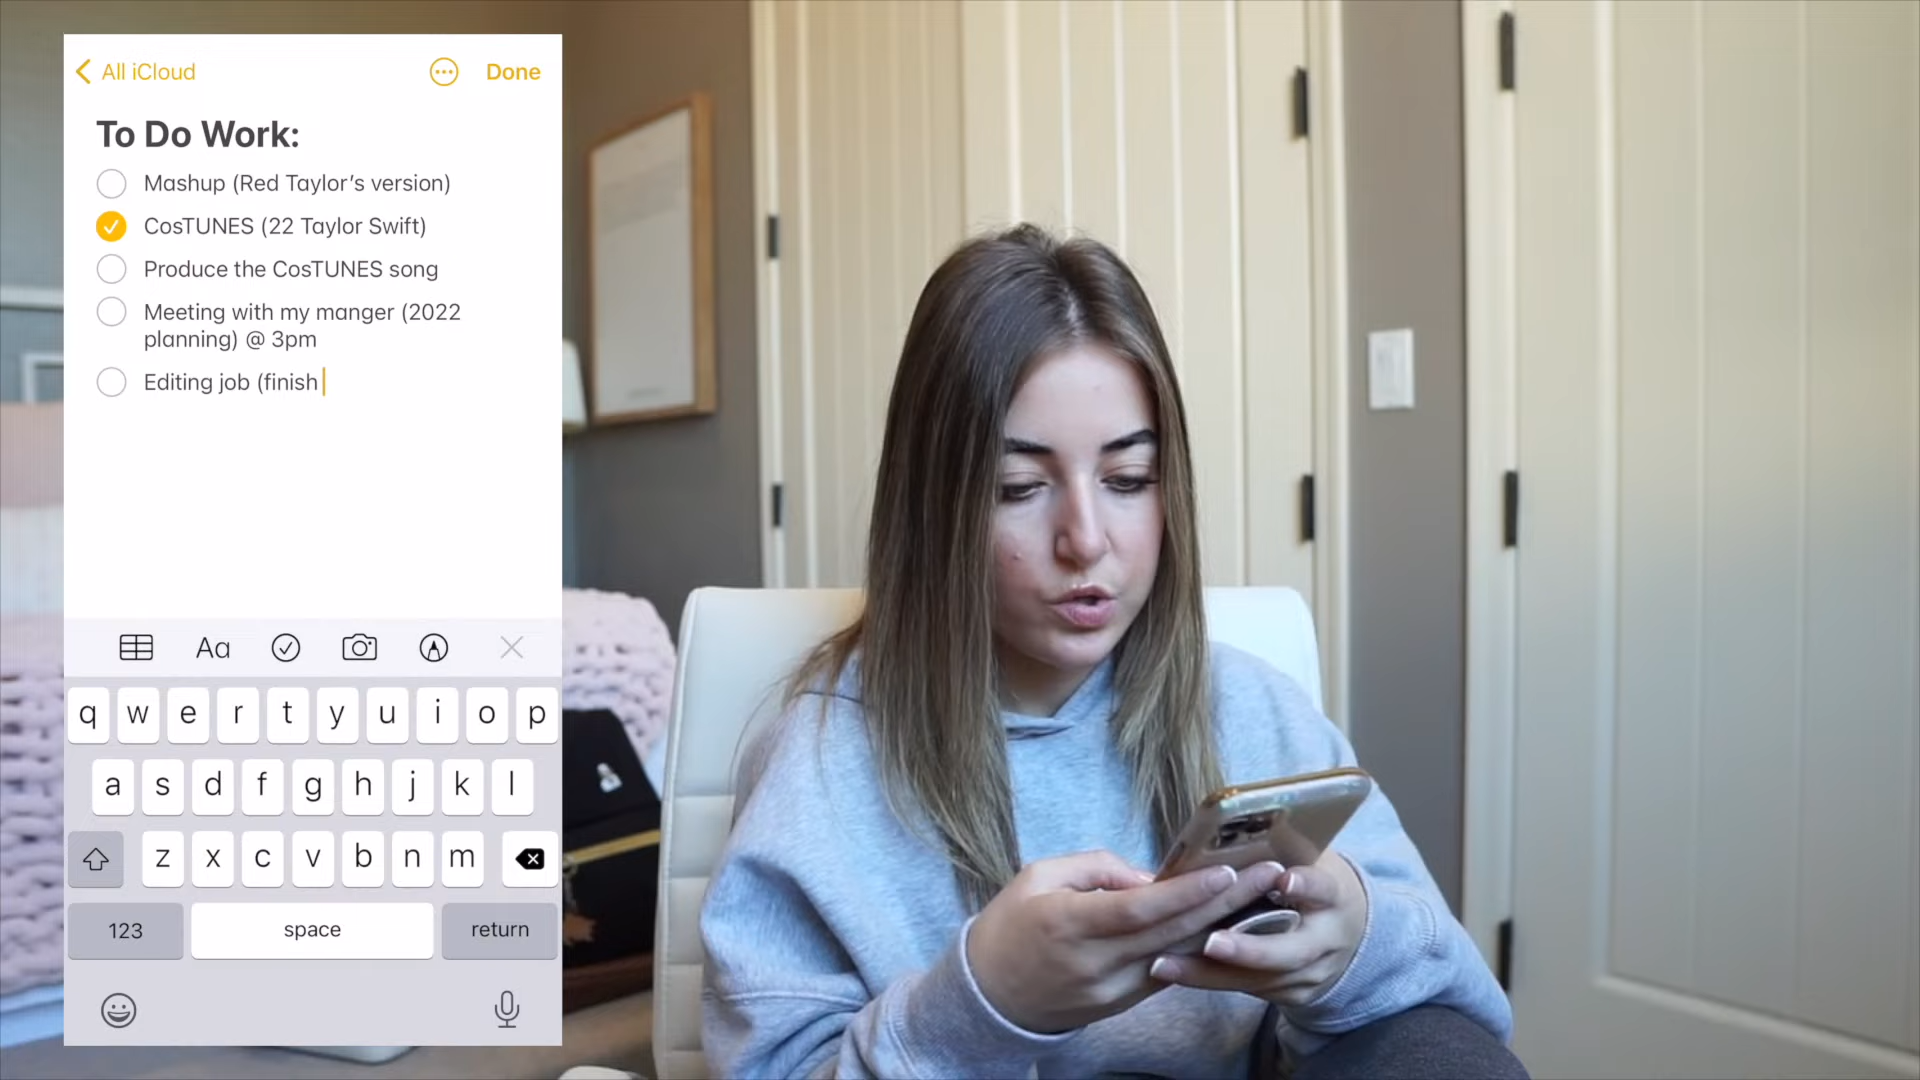 All iCloud
Done
To Do Work:
Mashup (Red Taylor's version)
CosTUNES (22 Taylor Swift)
Produce the CosTUNES song
Meeting with my manger (2022
planning) @ 3pm
Editing job (finish
Aa
q w e r t y u i o p
a s d f g h j k l
z x c v b n m
123 space return